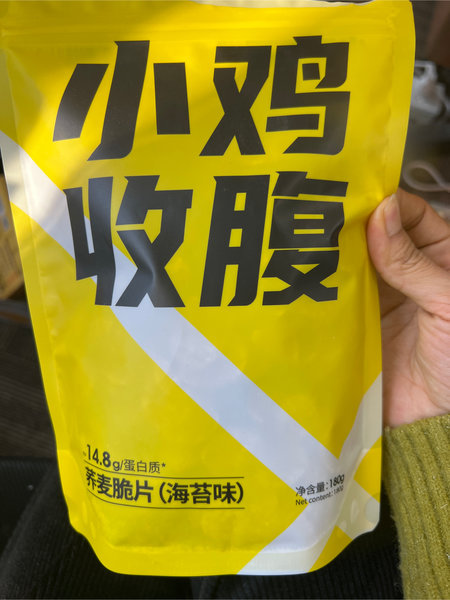 小鸡
收腹
14.8g/蛋白质*
荞麦脆片(海苔味)
净含量:180g
Net content: 180g